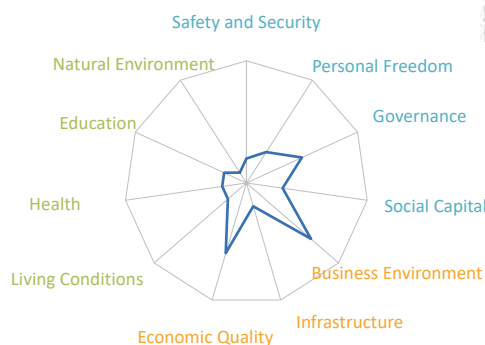 Safety and Security
Natural Environment
Personal Freedom
Education
Governance
Health
Social Capital
Living Conditions
Business Environment
Economic Quality
Infrastructure